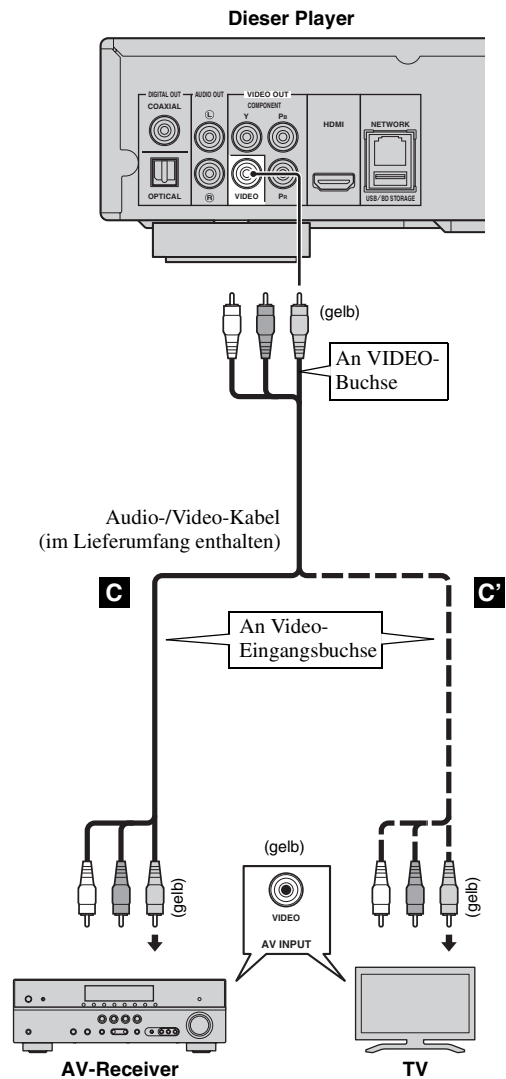 Dieser Player
DIGITAL OUT
AUDIO OUT
VIDEO OUT
COAXIAL
COMPONENT
L
Y
PB
HDMI
NETWORK
OPTICAL
R
VIDEO
PR
USB/BD STORAGE
(gelb)
An VIDEO-
Buchse
Audio-/Video-Kabel
(im Lieferumfang enthalten)
C
C’
An Video-
Eingangsbuchse
(gelb)
(gelb)
(gelb)
VIDEO
AV INPUT
AV-Receiver
TV